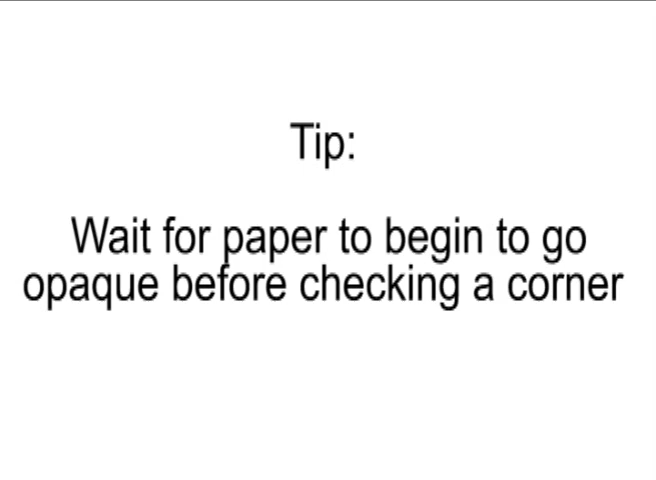 Tip:
Wait for paper to begin to go
opaque before checking a corner